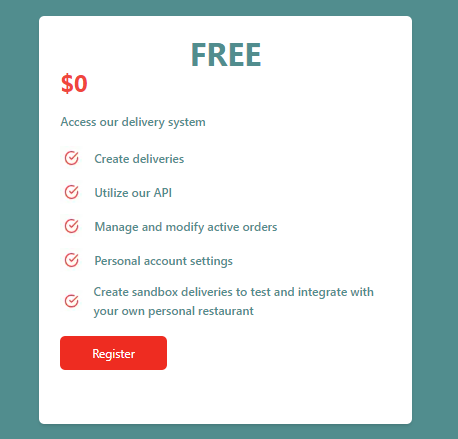 FREE
$0
Access our delivery system
Create deliveries
Utilize our API
Manage and modify active orders
Personal account settings
Create sandbox deliveries to test and integrate with
your own personal restaurant
Register